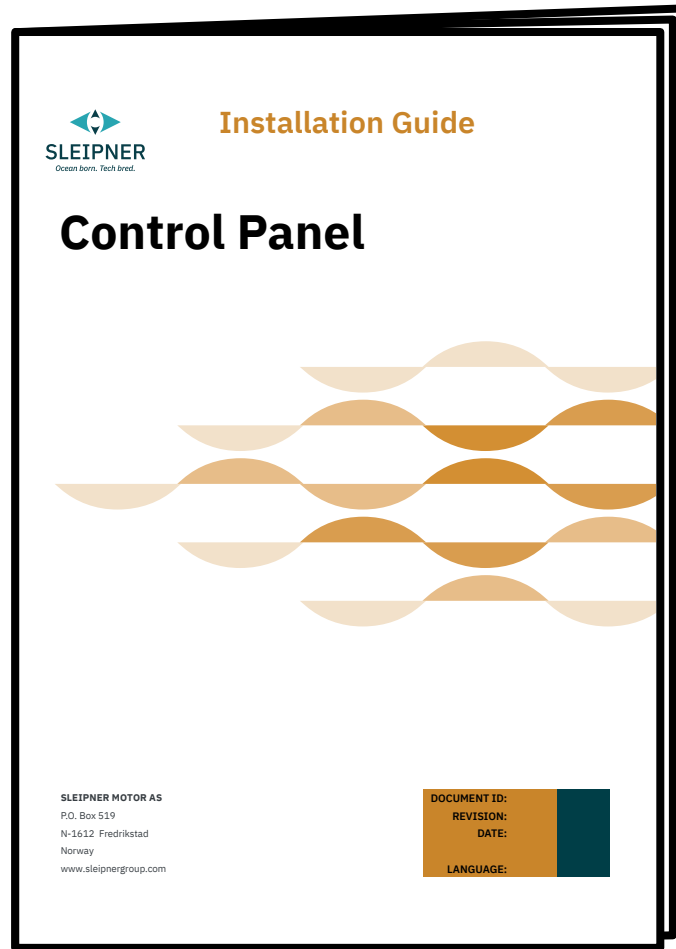 Installation Guide
SLEIPNER
Ocean born. Tech bred.
Control Panel
SLEIPNER MOTOR AS
P.O. Box 519
N-1612 Fredrikstad
Norway
www.sleipnergroup.com
DOCUMENT ID:
REVISION:
DATE:
LANGUAGE: